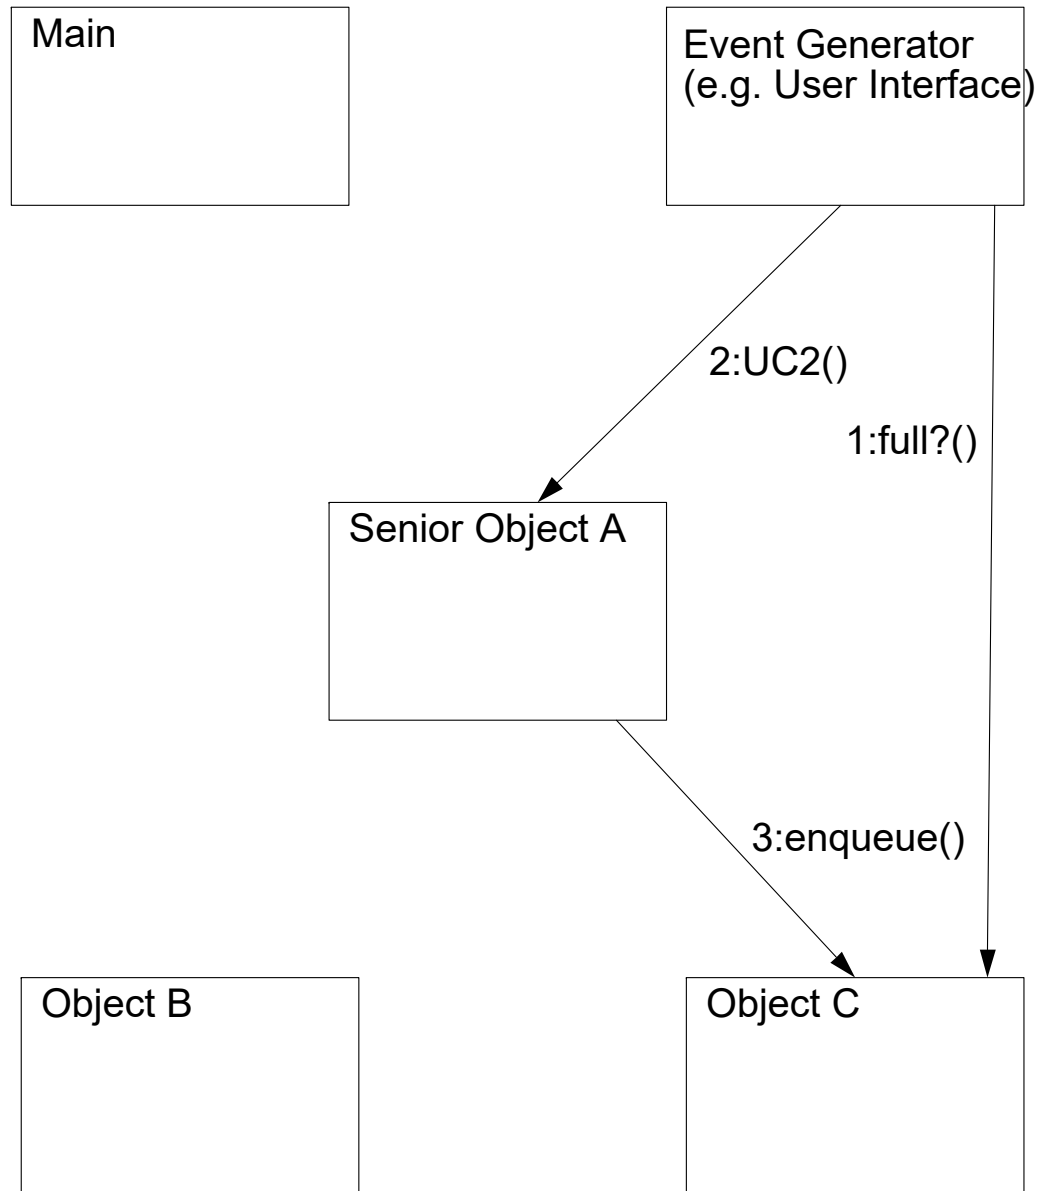 Main
Event Generator
(e.g. User Interface)
2:UC2()
1:full?()
Senior Object A
3:enqueue()
Object B
Object C